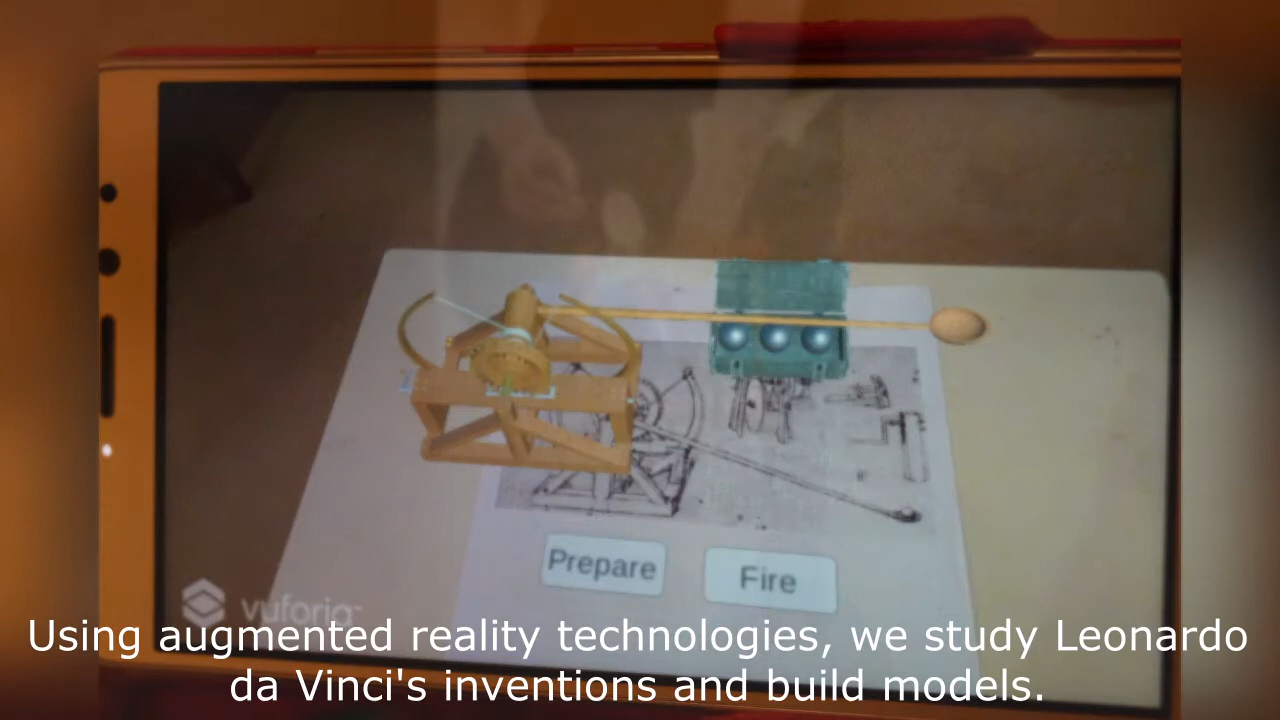 Prepare
Fire
vuforia
Using augmented reality technologies, we study Leonardo
da Vinci's inventions and build models.